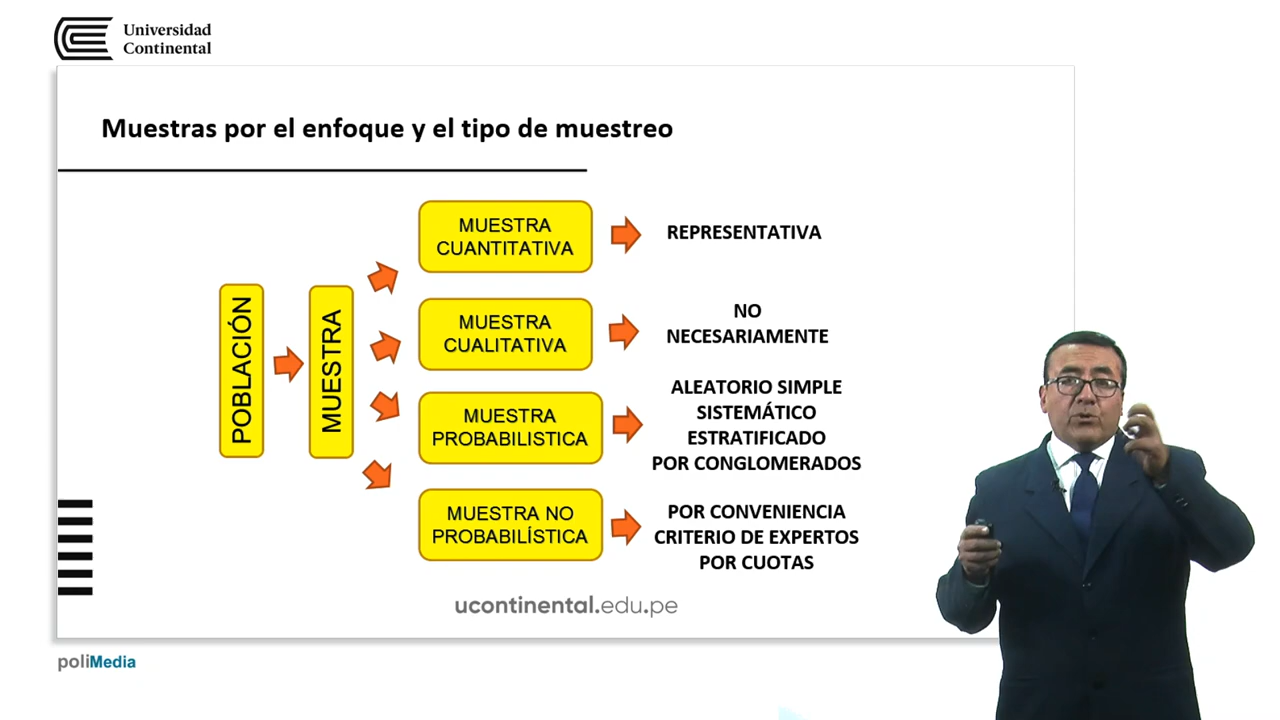 Universidad
Continental
Muestras por el enfoque y el tipo de muestreo
POBLACIÓN
MUESTRA
MUESTRA
CUANTITATIVA
REPRESENTATIVA
MUESTRA
CUALITATIVA
NO
NECESARIAMENTE
MUESTRA
PROBABILISTICA
ALEATORIO SIMPLE
SISTEMÁTICO
ESTRATIFICADO
POR CONGLOMERADOS
MUESTRA NO
PROBABILÍSTICA
POR CONVENIENCIA
CRITERIO DE EXPERTOS
POR CUOTAS
ucontinental.edu.pe
poliMedia